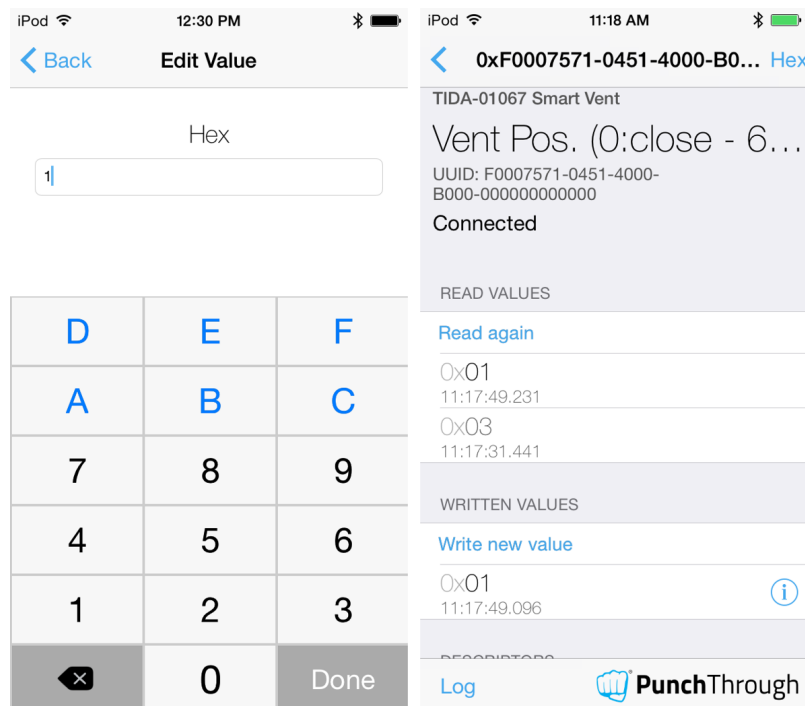 iPod 12:30 PM
Back Edit Value
Hex
1
D E F
A B C
7 8 9
4 5 6
1 2 3
0 Done
iPod 11:18 AM
0xF0007571-0451-4000-B0... Hex
TIDA-01067 Smart Vent
Vent Pos. (0:close - 6...
UUID: F0007571-0451-4000-
B000-000000000000
Connected
READ VALUES
Read again
0x01
11:17:49.231
0x03
11:17:31.441
WRITTEN VALUES
Write new value
0x01
11:17:49.096
DESCRIPTORS
Log PunchThrough